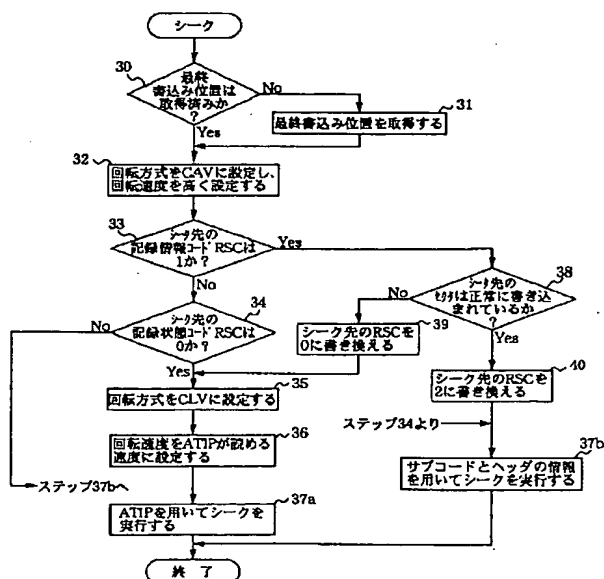 シーク
30
最終
書込み位置は
取得済みか
?
No
Yes
31
最終書込み位置を取得する
32
回転方式をCAVに設定し、
回転速度を高く設定する
33
シーク先の
記録情報コードRSCは
1か?
Yes
No
34
シーク先の
記録状態コードRSCは
0か?
No
Yes
38
シーク先の
セクタは正常に書き込
まれているか
?
No
Yes
39
シーク先のRSCを
0に書き換える
40
シーク先のRSCを
2に書き換える
35
回転方式をCLVに設定する
36
回転速度をATIPが読める
速度に設定する
ステップ34より
37b
サブコードとヘッダの情報
を用いてシークを実行する
ステップ37bへ
37a
ATIPを用いてシークを
実行する
終了